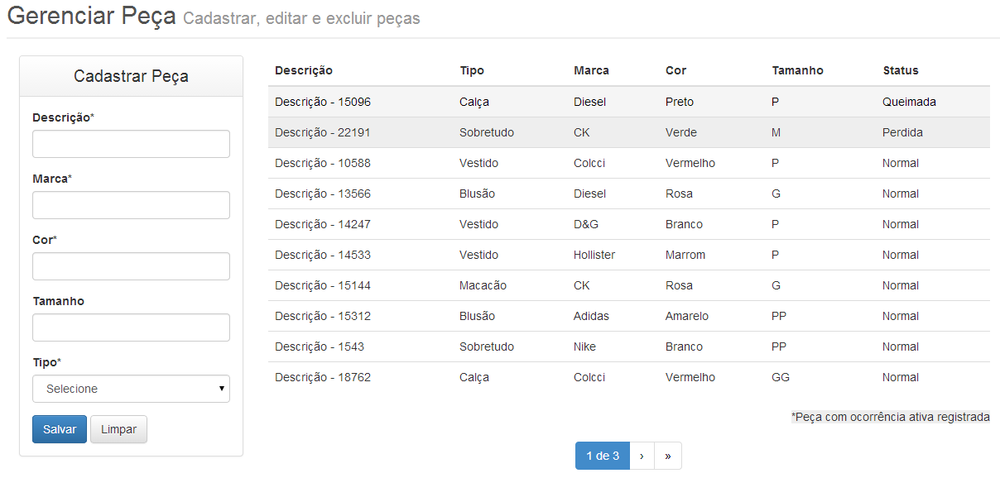 Gerenciar Peça Cadastrar, editar e excluir peças
Cadastrar Peça
Descrição*
Marca*
Cor*
Tamanho
Tipo*
Selecione
Salvar Limpar
Descrição Tipo Marca Cor Tamanho Status
Descrição - 15096 Calça Diesel Preto P Queimada
Descrição - 22191 Sobretudo CK Verde M Perdida
Descrição - 10588 Vestido Colcci Vermelho P Normal
Descrição - 13566 Blusão Diesel Rosa G Normal
Descrição - 14247 Vestido D&G Branco P Normal
Descrição - 14533 Vestido Hollister Marrom P Normal
Descrição - 15144 Macacão CK Rosa G Normal
Descrição - 15312 Blusão Adidas Amarelo PP Normal
Descrição - 1543 Sobretudo Nike Branco PP Normal
Descrição - 18762 Calça Colcci Vermelho GG Normal
*Peça com ocorrência ativa registrada
1 de 3 › »